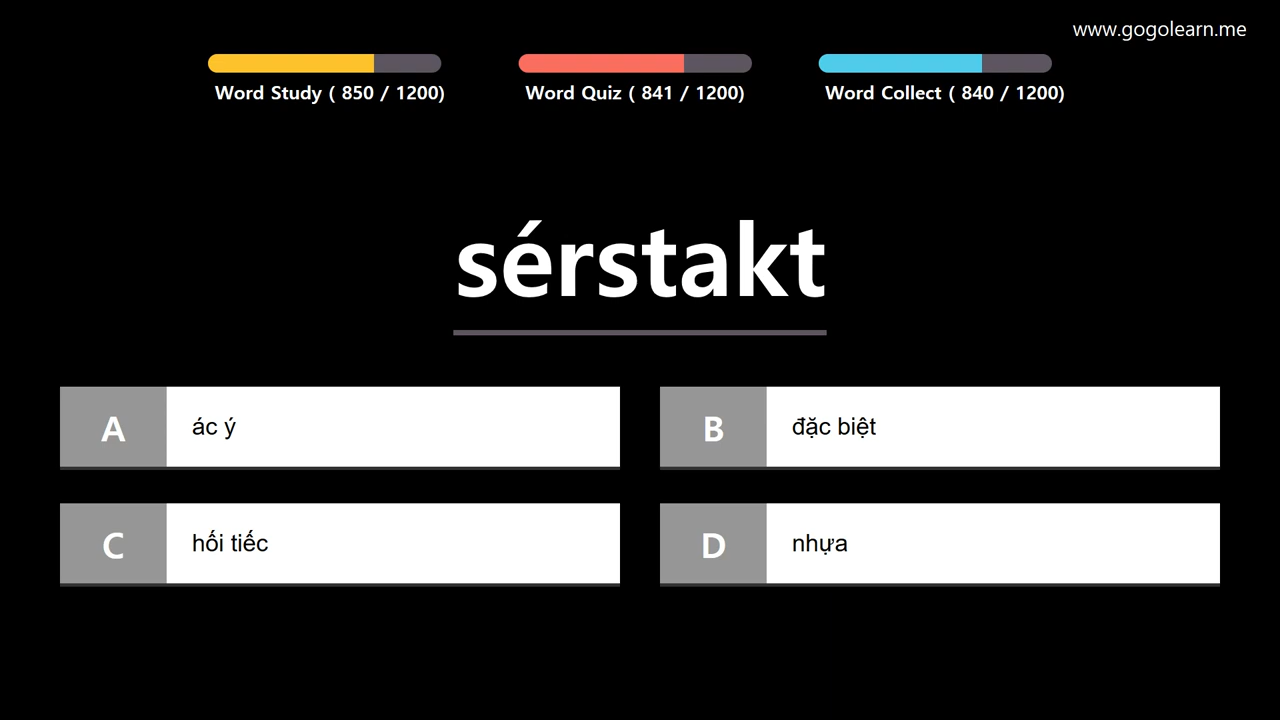 www.gogolearn.me
Word Study ( 850 / 1200)
Word Quiz ( 841 / 1200)
Word Collect ( 840 / 1200)
sérstakt
A
ác ý
B
đặc biệt
C
hối tiếc
D
nhựa